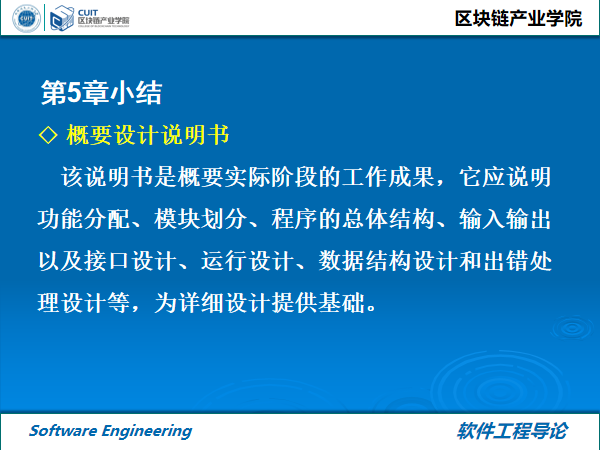 CUIT
区块链产业学院
区块链产业学院
第5章小结
◇ 概要设计说明书
该说明书是概要实际阶段的工作成果，它应说明
功能分配、模块划分、程序的总体结构、输入输出
以及接口设计、运行设计、数据结构设计和出错处
理设计等，为详细设计提供基础。
Software Engineering
软件工程导论